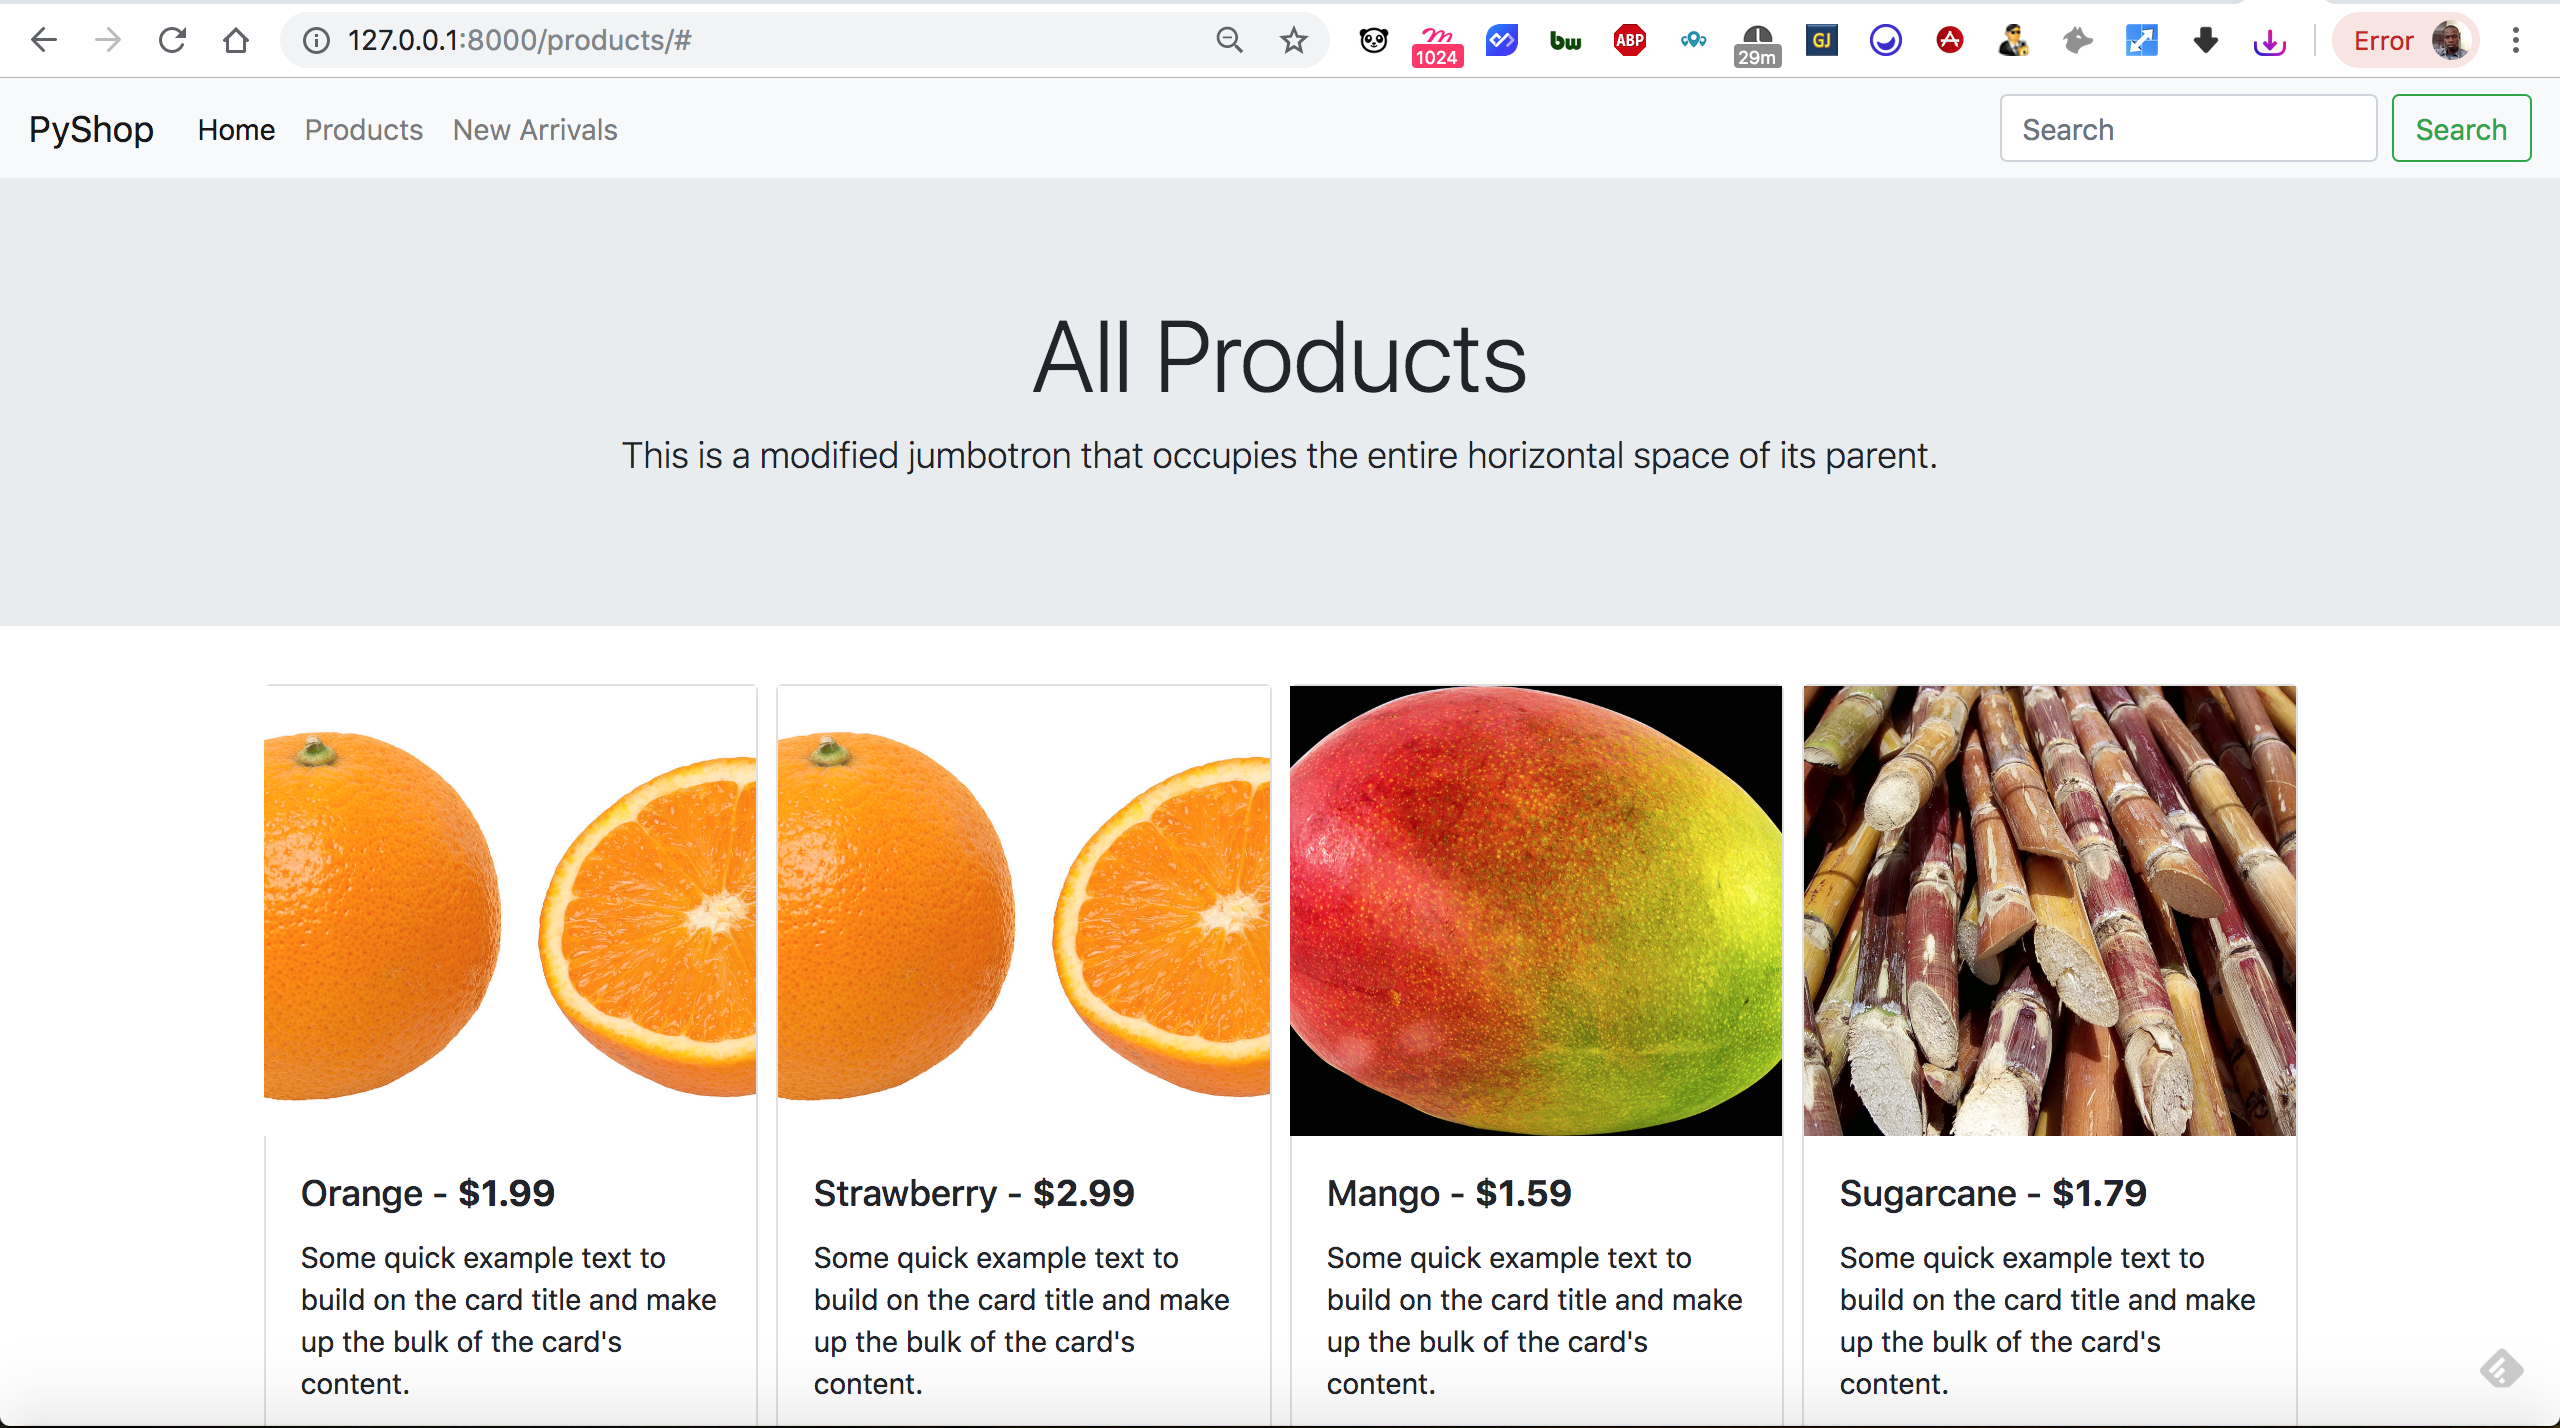 127.0.0.1:8000/products/#
1024
bw
ABP
29m
GJ
Error
PyShop Home Products New Arrivals Search Search
All Products
This is a modified jumbotron that occupies the entire horizontal space of its parent.
Orange - $1.99
Some quick example text to
build on the card title and make
up the bulk of the card's
content.
Strawberry - $2.99
Some quick example text to
build on the card title and make
up the bulk of the card's
content.
Mango - $1.59
Some quick example text to
build on the card title and make
up the bulk of the card's
content.
Sugarcane - $1.79
Some quick example text to
build on the card title and make
up the bulk of the card's
content.